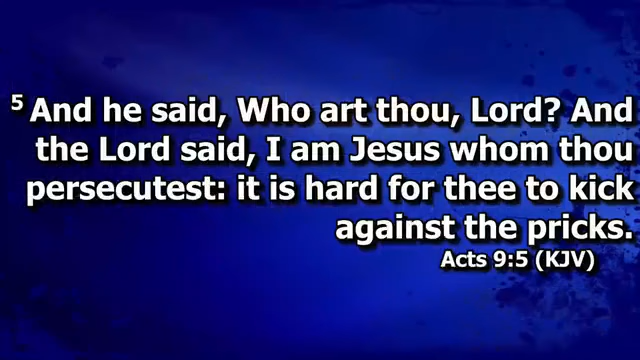 5 And he said, Who art thou, Lord? And
the Lord said, I am Jesus whom thou
persecutest: it is hard for thee to kick
against the pricks.
Acts 9:5 (KJV)